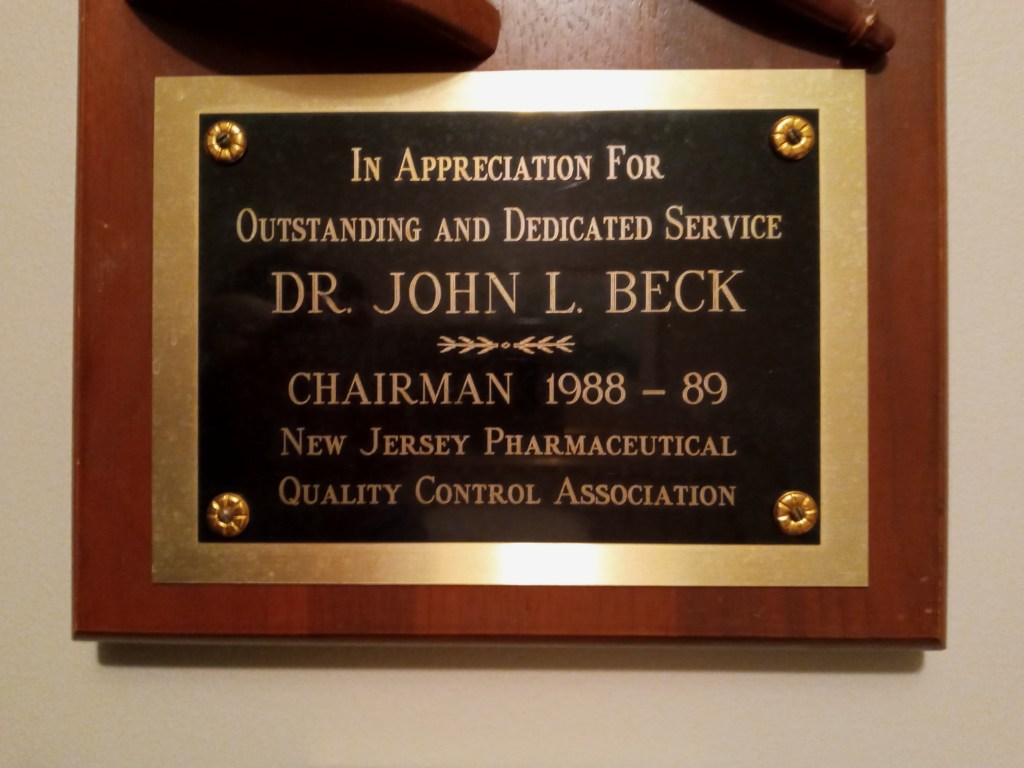 In Appreciation For
Outstanding and Dedicated Service
DR. JOHN L. BECK
CHAIRMAN 1988 – 89
New Jersey Pharmaceutical
Quality Control Association